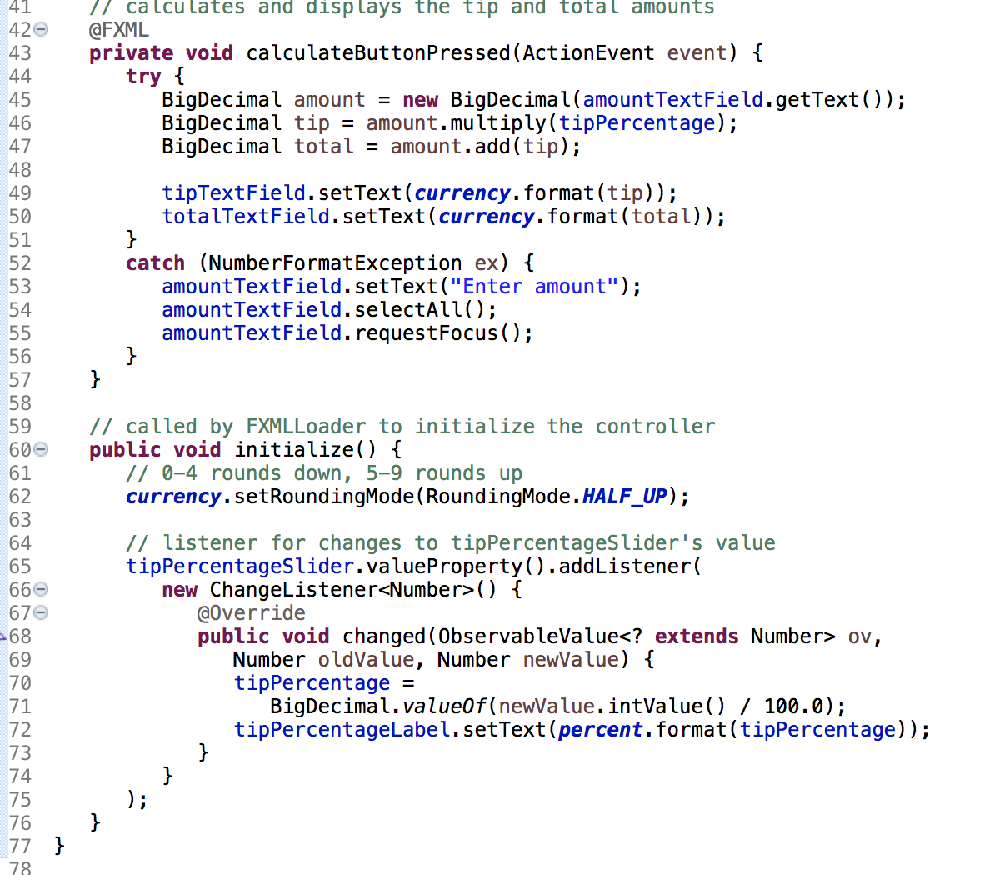 41 // calculates and displays the tip and total amounts
42 @FXML
43 private void calculateButtonPressed(ActionEvent event) {
44 try {
45 BigDecimal amount = new BigDecimal(amountTextField.getText());
46 BigDecimal tip = amount.multiply(tipPercentage);
47 BigDecimal total = amount.add(tip);
48
49 tipTextField.setText(currency.format(tip));
50 totalTextField.setText(currency.format(total));
51 }
52 catch (NumberFormatException ex) {
53 amountTextField.setText("Enter amount");
54 amountTextField.selectAll();
55 amountTextField.requestFocus();
56 }
57 }
58
59 // called by FXMLLoader to initialize the controller
60 public void initialize() {
61 // 0–4 rounds down, 5–9 rounds up
62 currency.setRoundingMode(RoundingMode.HALF_UP);
63
64 // listener for changes to tipPercentageSlider's value
65 tipPercentageSlider.valueProperty().addListener(
66 new ChangeListener<Number>() {
67 @Override
68 public void changed(ObservableValue<? extends Number> ov,
69 Number oldValue, Number newValue) {
70 tipPercentage =
71 BigDecimal.valueOf(newValue.intValue() / 100.0);
72 tipPercentageLabel.setText(percent.format(tipPercentage));
73 }
74 }
75 );
76 }
77 }
78